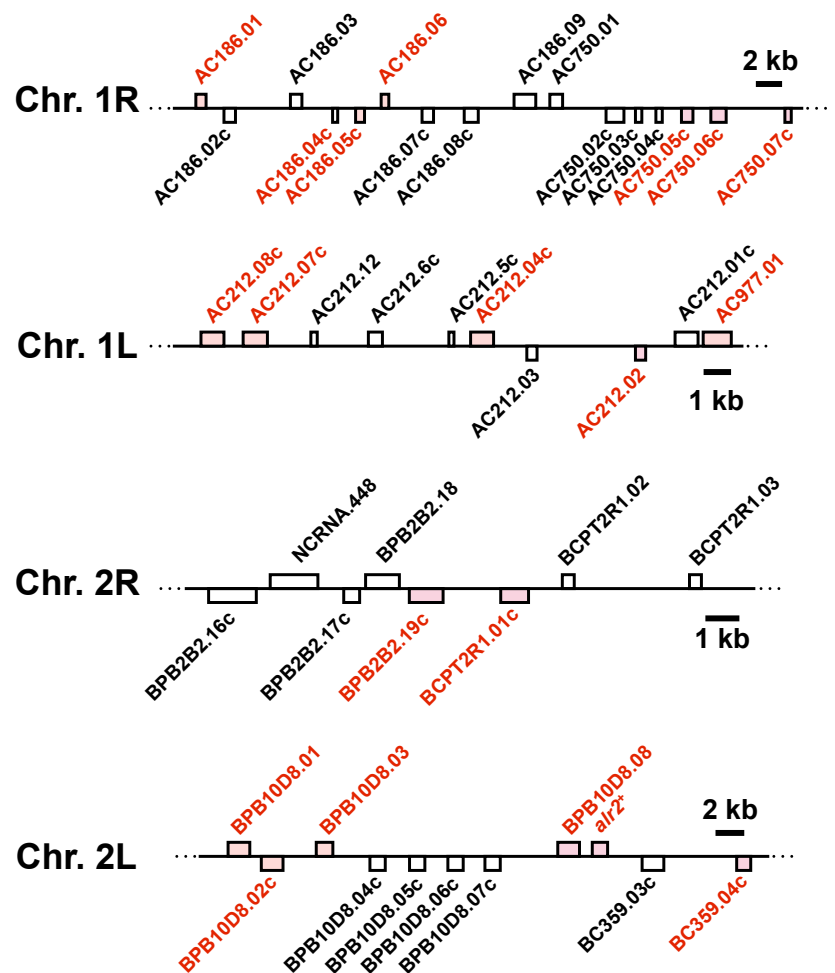 AC186.01
AC186.03
AC186.06
AC186.09
AC750.01
2 kb
Chr. 1R
AC186.02c
AC186.04c
AC186.05c
AC186.07c
AC186.08c
AC750.02c
AC750.03c
AC750.04c
AC750.05c
AC750.06c
AC750.07c
AC212.08c
AC212.07c
AC212.12
AC212.6c
AC212.5c
AC212.04c
AC212.01c
AC977.01
Chr. 1L
AC212.03
AC212.02
1 kb
NCRNA.448
BPB2B2.18
BCPT2R1.02
BCPT2R1.03
Chr. 2R
BPB2B2.16c
BPB2B2.17c
BPB2B2.19c
BCPT2R1.01c
1 kb
BPB10D8.01
BPB10D8.03
BPB10D8.08
alr2+
2 kb
Chr. 2L
BPB10D8.02c
BPB10D8.04c
BPB10D8.05c
BPB10D8.06c
BPB10D8.07c
BC359.03c
BC359.04c